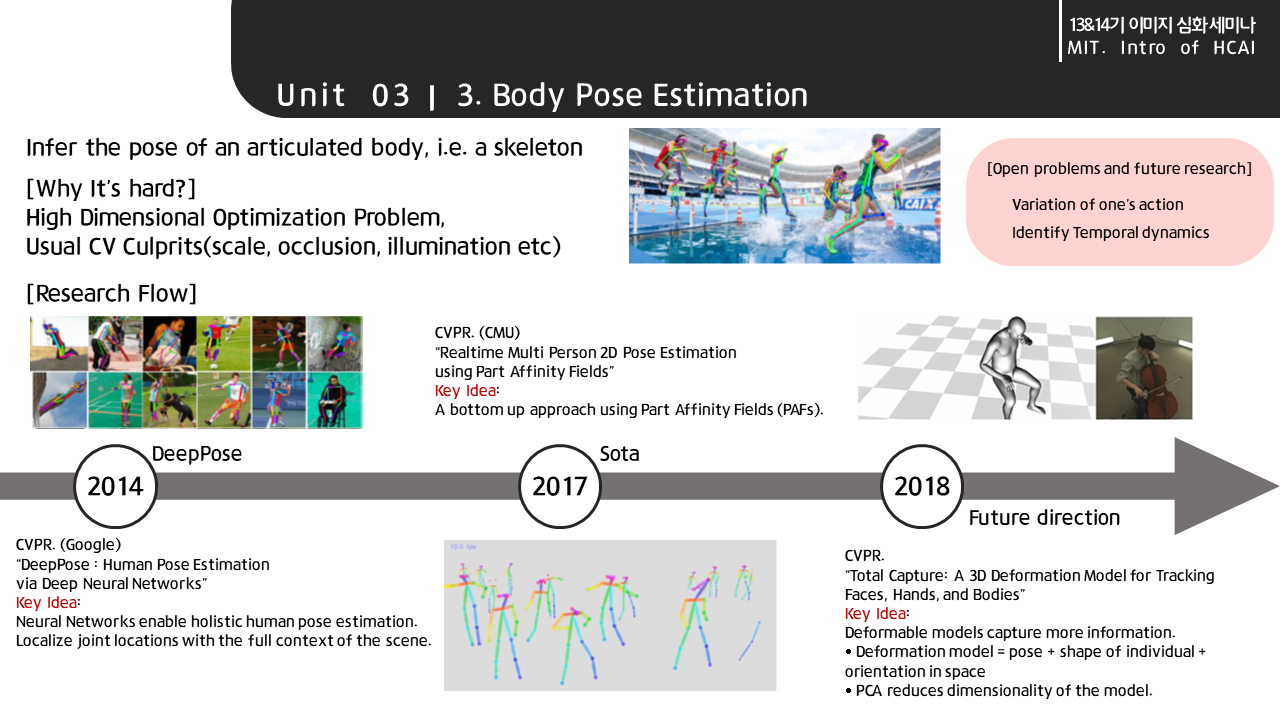 13&14기 이미지 심화세미나
MIT. Intro of HCAI
Unit 03 | 3. Body Pose Estimation
Infer the pose of an articulated body, i.e. a skeleton
[Why It's hard?]
High Dimensional Optimization Problem,
Usual CV Culprits(scale, occlusion, illumination etc)
CAIXA
[Open problems and future research]
Variation of one's action
Identify Temporal dynamics
[Research Flow]
CVPR. (CMU)
"Realtime Multi Person 2D Pose Estimation
using Part Affinity Fields"
Key Idea:
A bottom up approach using Part Affinity Fields (PAFs).
2014
DeepPose
2017
Sota
2018
Future direction
CVPR. (Google)
"DeepPose : Human Pose Estimation
via Deep Neural Networks"
Key Idea:
Neural Networks enable holistic human pose estimation.
Localize joint locations with the full context of the scene.
10.0 fps
CVPR.
"Total Capture: A 3D Deformation Model for Tracking
Faces, Hands, and Bodies"
Key Idea:
Deformable models capture more information.
• Deformation model = pose + shape of individual +
orientation in space
• PCA reduces dimensionality of the model.